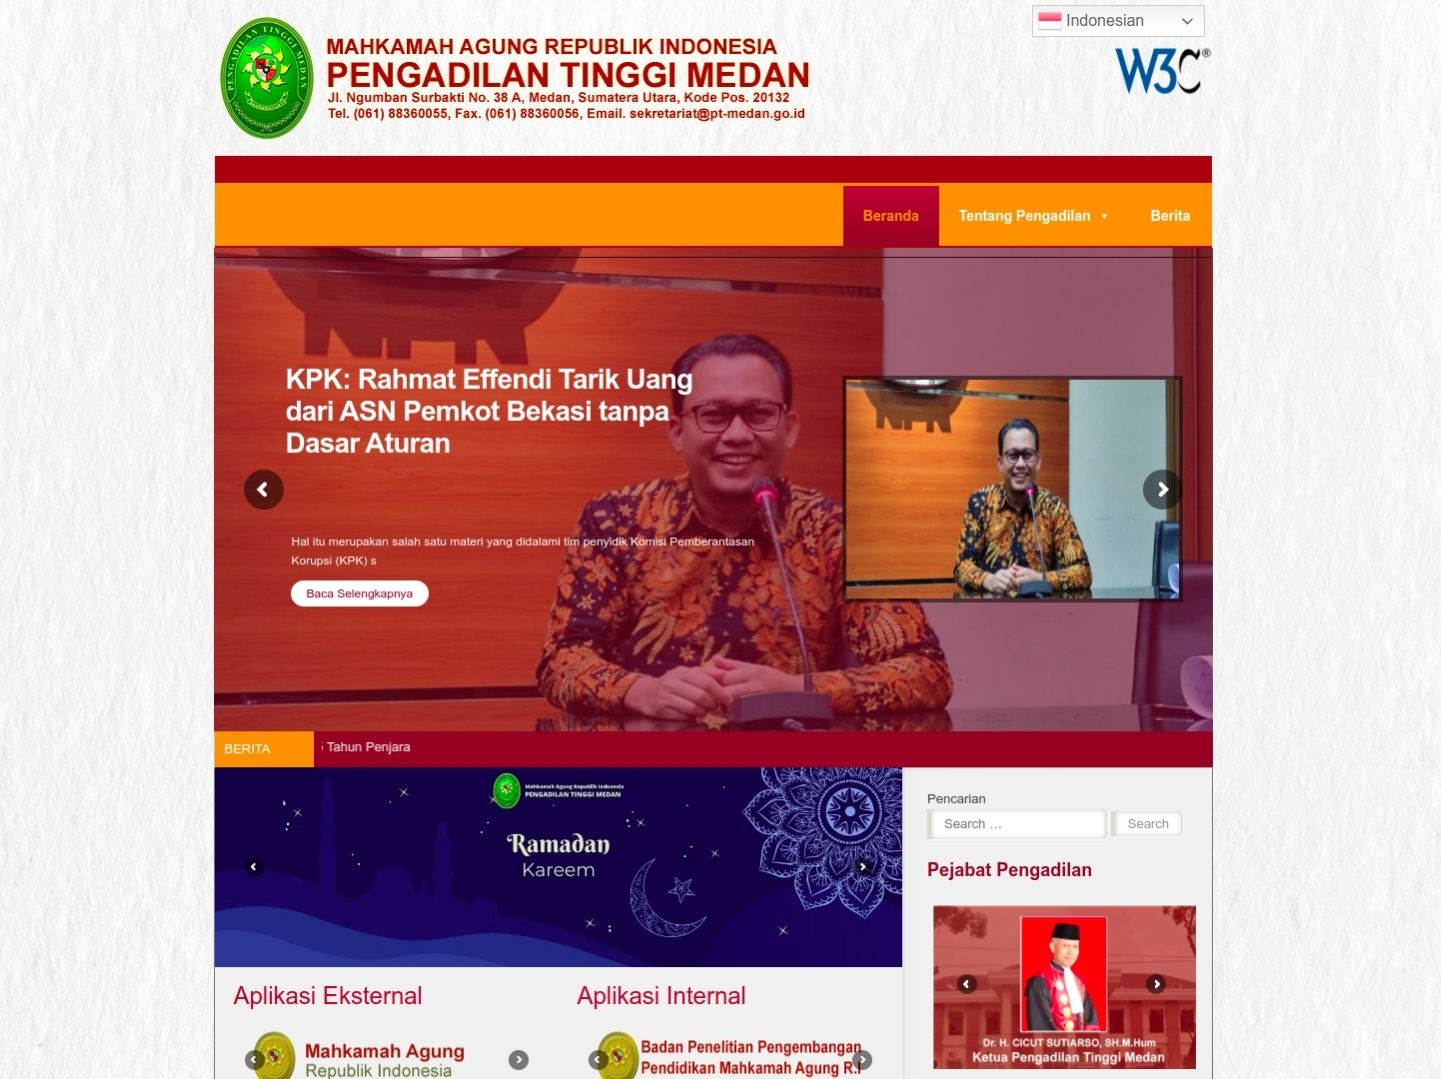 Indonesian
PENGADILAN TINGGI MEDAN
MAHKAMAH AGUNG REPUBLIK INDONESIA
PENGADILAN TINGGI MEDAN
Jl. Ngumban Surbakti No. 38 A, Medan, Sumatera Utara, Kode Pos. 20132
Tel. (061) 88360055, Fax. (061) 88360056, Email. sekretariat@pt-medan.go.id
W3C®
Beranda
Tentang Pengadilan
Berita
KPK: Rahmat Effendi Tarik Uang
dari ASN Pemkot Bekasi tanpa
Dasar Aturan
Hal itu merupakan salah satu materi yang didalami tim penyidik Komisi Pemberantasan
Korupsi (KPK) s
Baca Selengkapnya
BERITA
Tahun Penjara
Mahkamah Agung Republik Indonesia
PENGADILAN TINGGI MEDAN
Ramadan
Kareem
Pencarian
Search ...
Search
Pejabat Pengadilan
Dr. H. CICUT SUTIARSO, SH.M.Hum
Ketua Pengadilan Tinggi Medan
Aplikasi Eksternal
Aplikasi Internal
Mahkamah Agung
Republik Indonesia
Badan Penelitian Pengembangan
Pendidikan Mahkamah Agung R.I